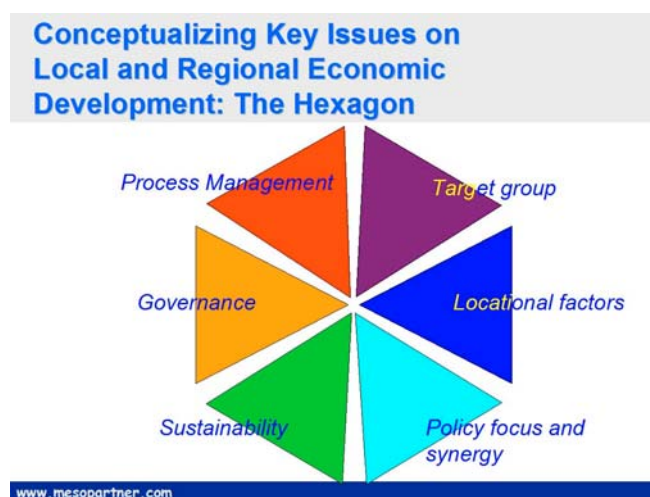 Conceptualizing Key Issues on
Local and Regional Economic
Development: The Hexagon
Process Management
Target group
Governance
Locational factors
Sustainability
Policy focus and
synergy
www.mesopartner.com